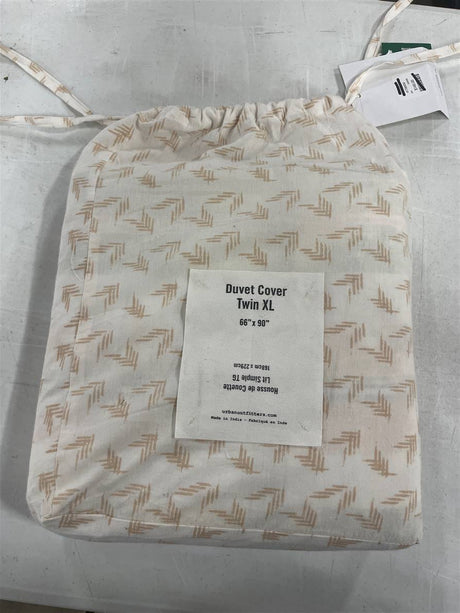 Duvet Cover
Twin XL
66" x 90"
Housse de Couette
Lit Simple TG
168cm x 229cm
urbanoutfitters.com
Made in India - Fabriqué en Inde